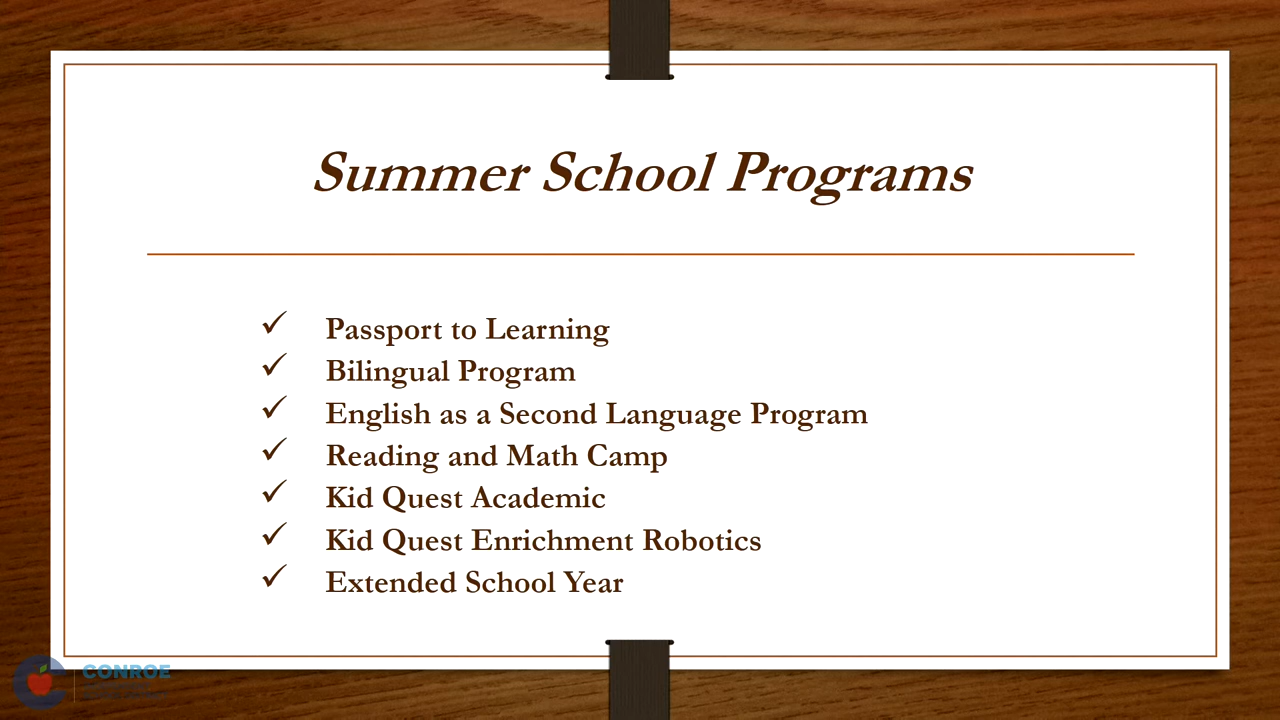 Summer School Programs
✓ Passport to Learning
✓ Bilingual Program
✓ English as a Second Language Program
✓ Reading and Math Camp
✓ Kid Quest Academic
✓ Kid Quest Enrichment Robotics
✓ Extended School Year
CONROE